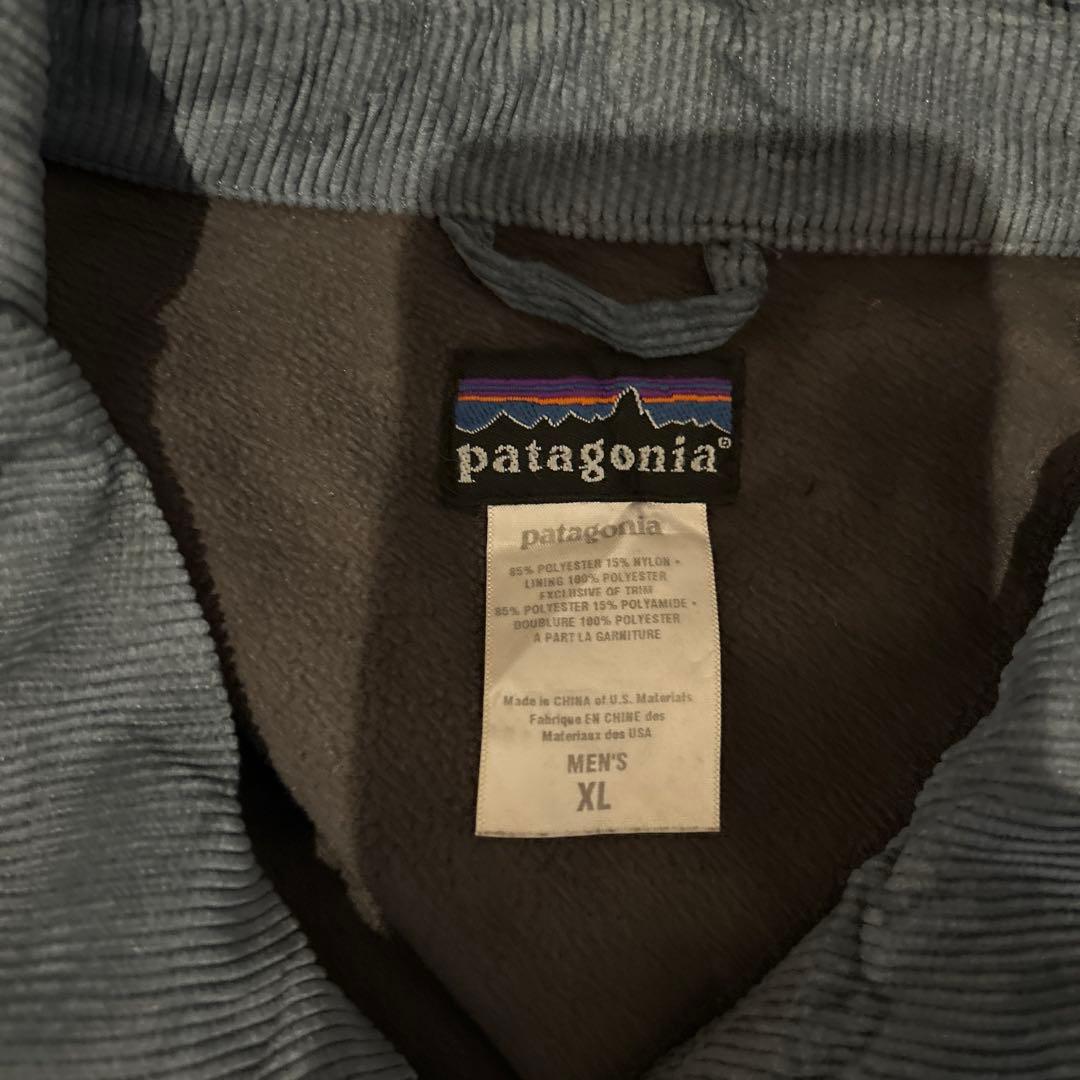 patagonia®
patagonia
85% POLYESTER 15% NYLON •
LINING 100% POLYESTER
EXCLUSIVE OF TRIM
85% POLYESTER 15% POLYAMIDE •
DOUBLURE 100% POLYESTER
A PART LA GARNITURE
Made in CHINA of U.S. Materials
Fabrique EN CHINE des
Materiaux des USA
MEN'S
XL